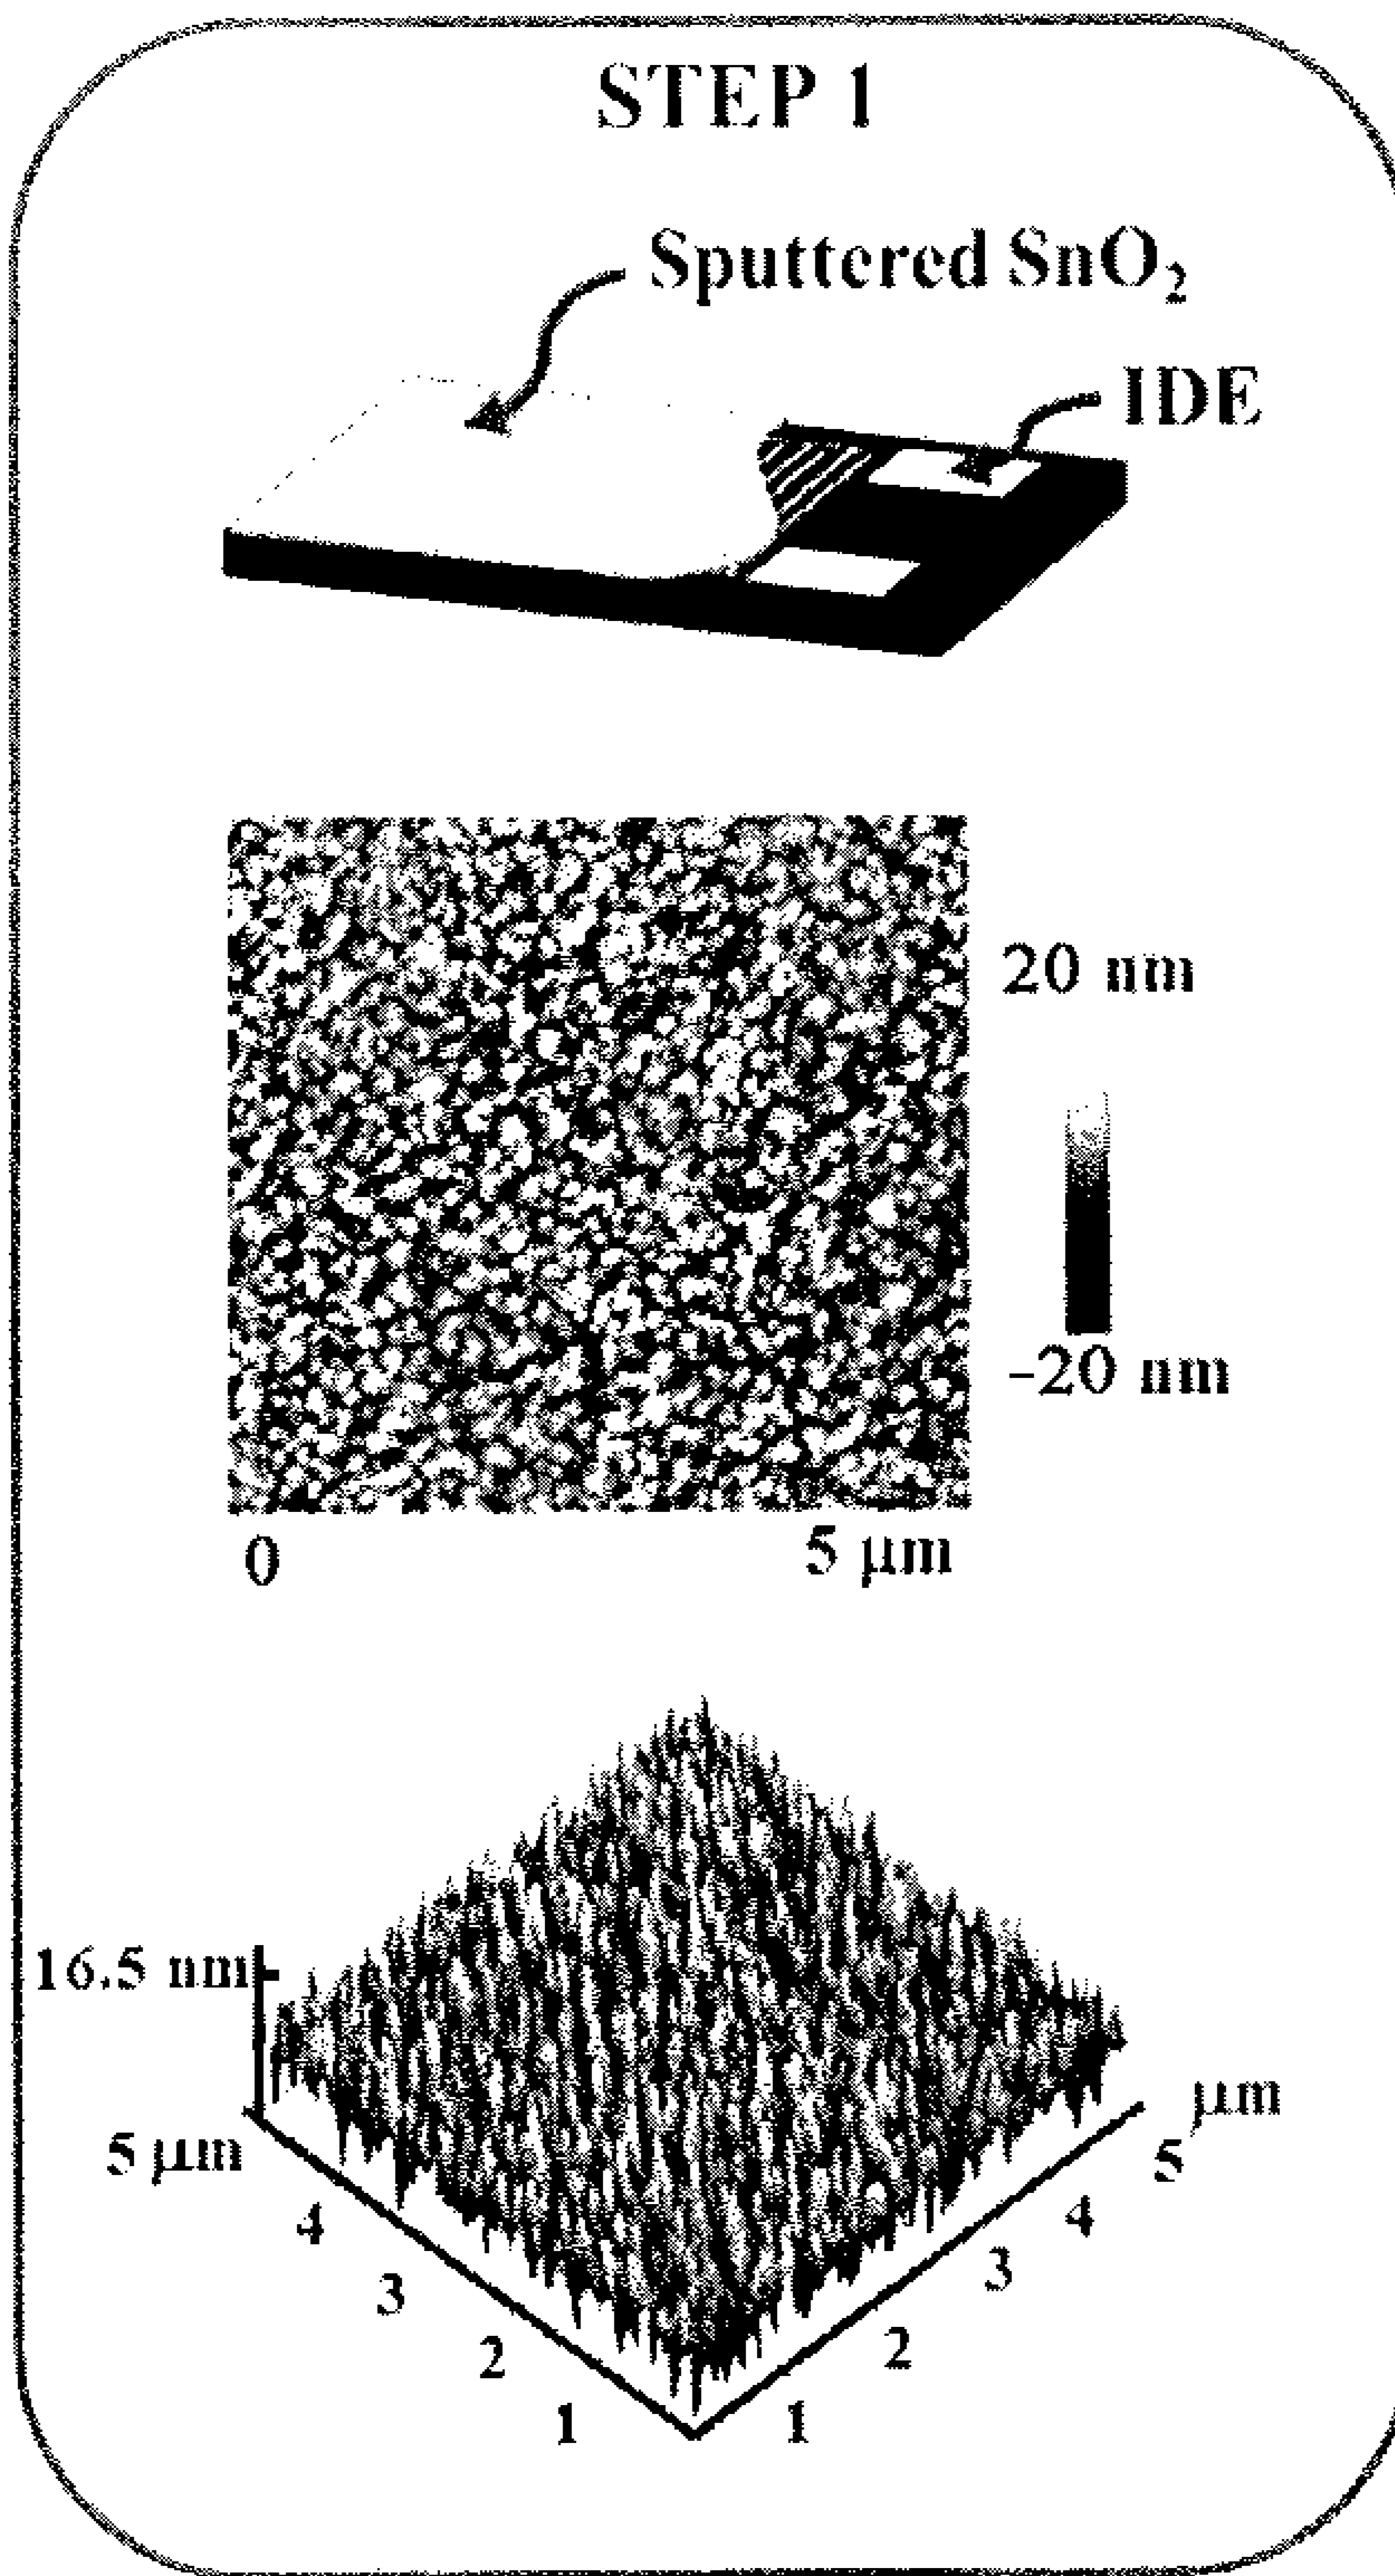 STEP 1
Sputtered SnO₂
IDE
20 nm
-20 nm
0 5 μm
16.5 nm
5 μm 4 3 2 1
1 2 3 4 5 μm